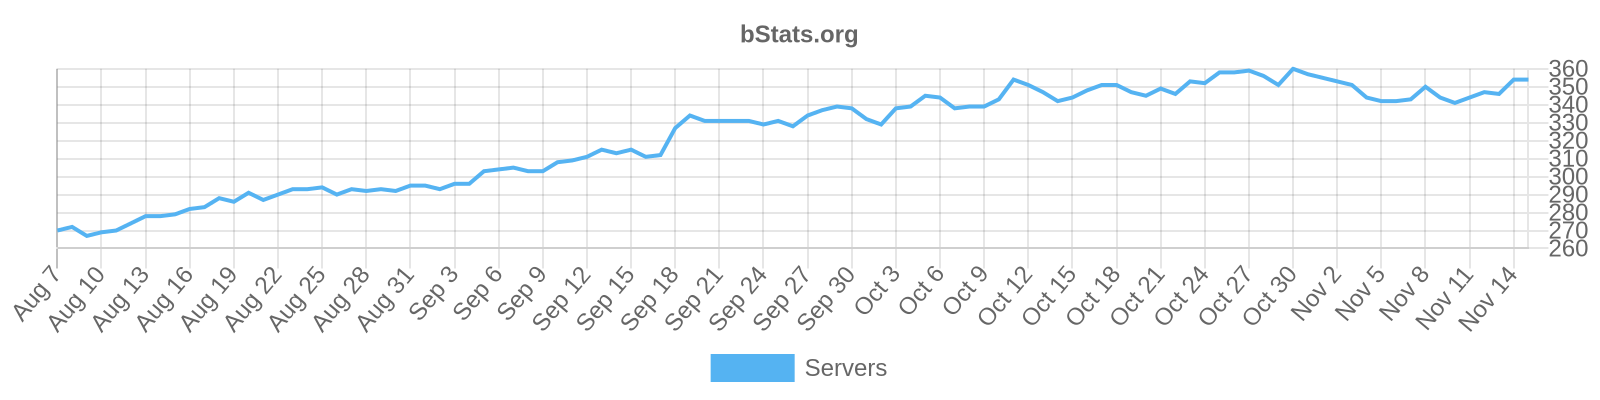 bStats.org
360
350
340
330
320
310
300
290
280
270
260
Aug 7
Aug 10
Aug 13
Aug 16
Aug 19
Aug 22
Aug 25
Aug 28
Aug 31
Sep 3
Sep 6
Sep 9
Sep 12
Sep 15
Sep 18
Sep 21
Sep 24
Sep 27
Sep 30
Oct 3
Oct 6
Oct 9
Oct 12
Oct 15
Oct 18
Oct 21
Oct 24
Oct 27
Oct 30
Nov 2
Nov 5
Nov 8
Nov 11
Nov 14
Servers